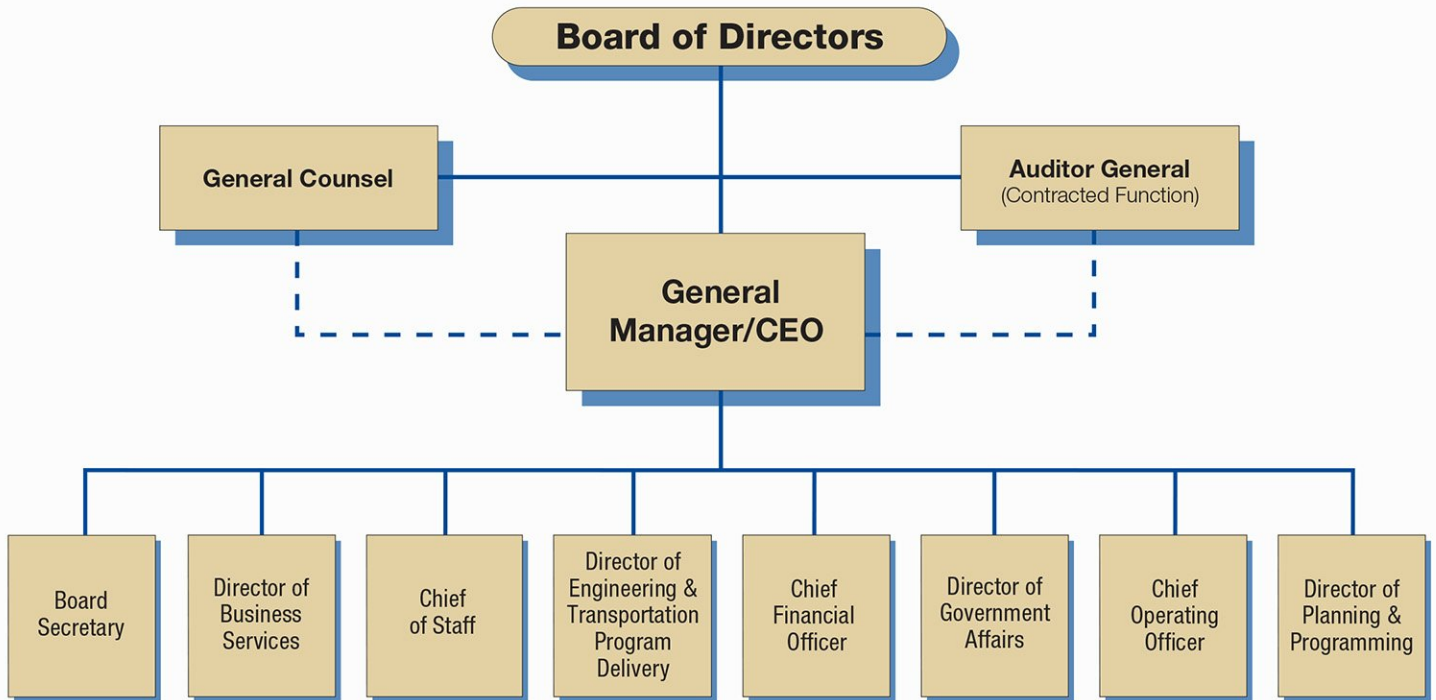 Board of Directors
General Counsel
Auditor General
(Contracted Function)
General
Manager/CEO
Board
Secretary
Director of
Business
Services
Chief
of Staff
Director of
Engineering &
Transportation
Program
Delivery
Chief
Financial
Officer
Director of
Government
Affairs
Chief
Operating
Officer
Director of
Planning &
Programming